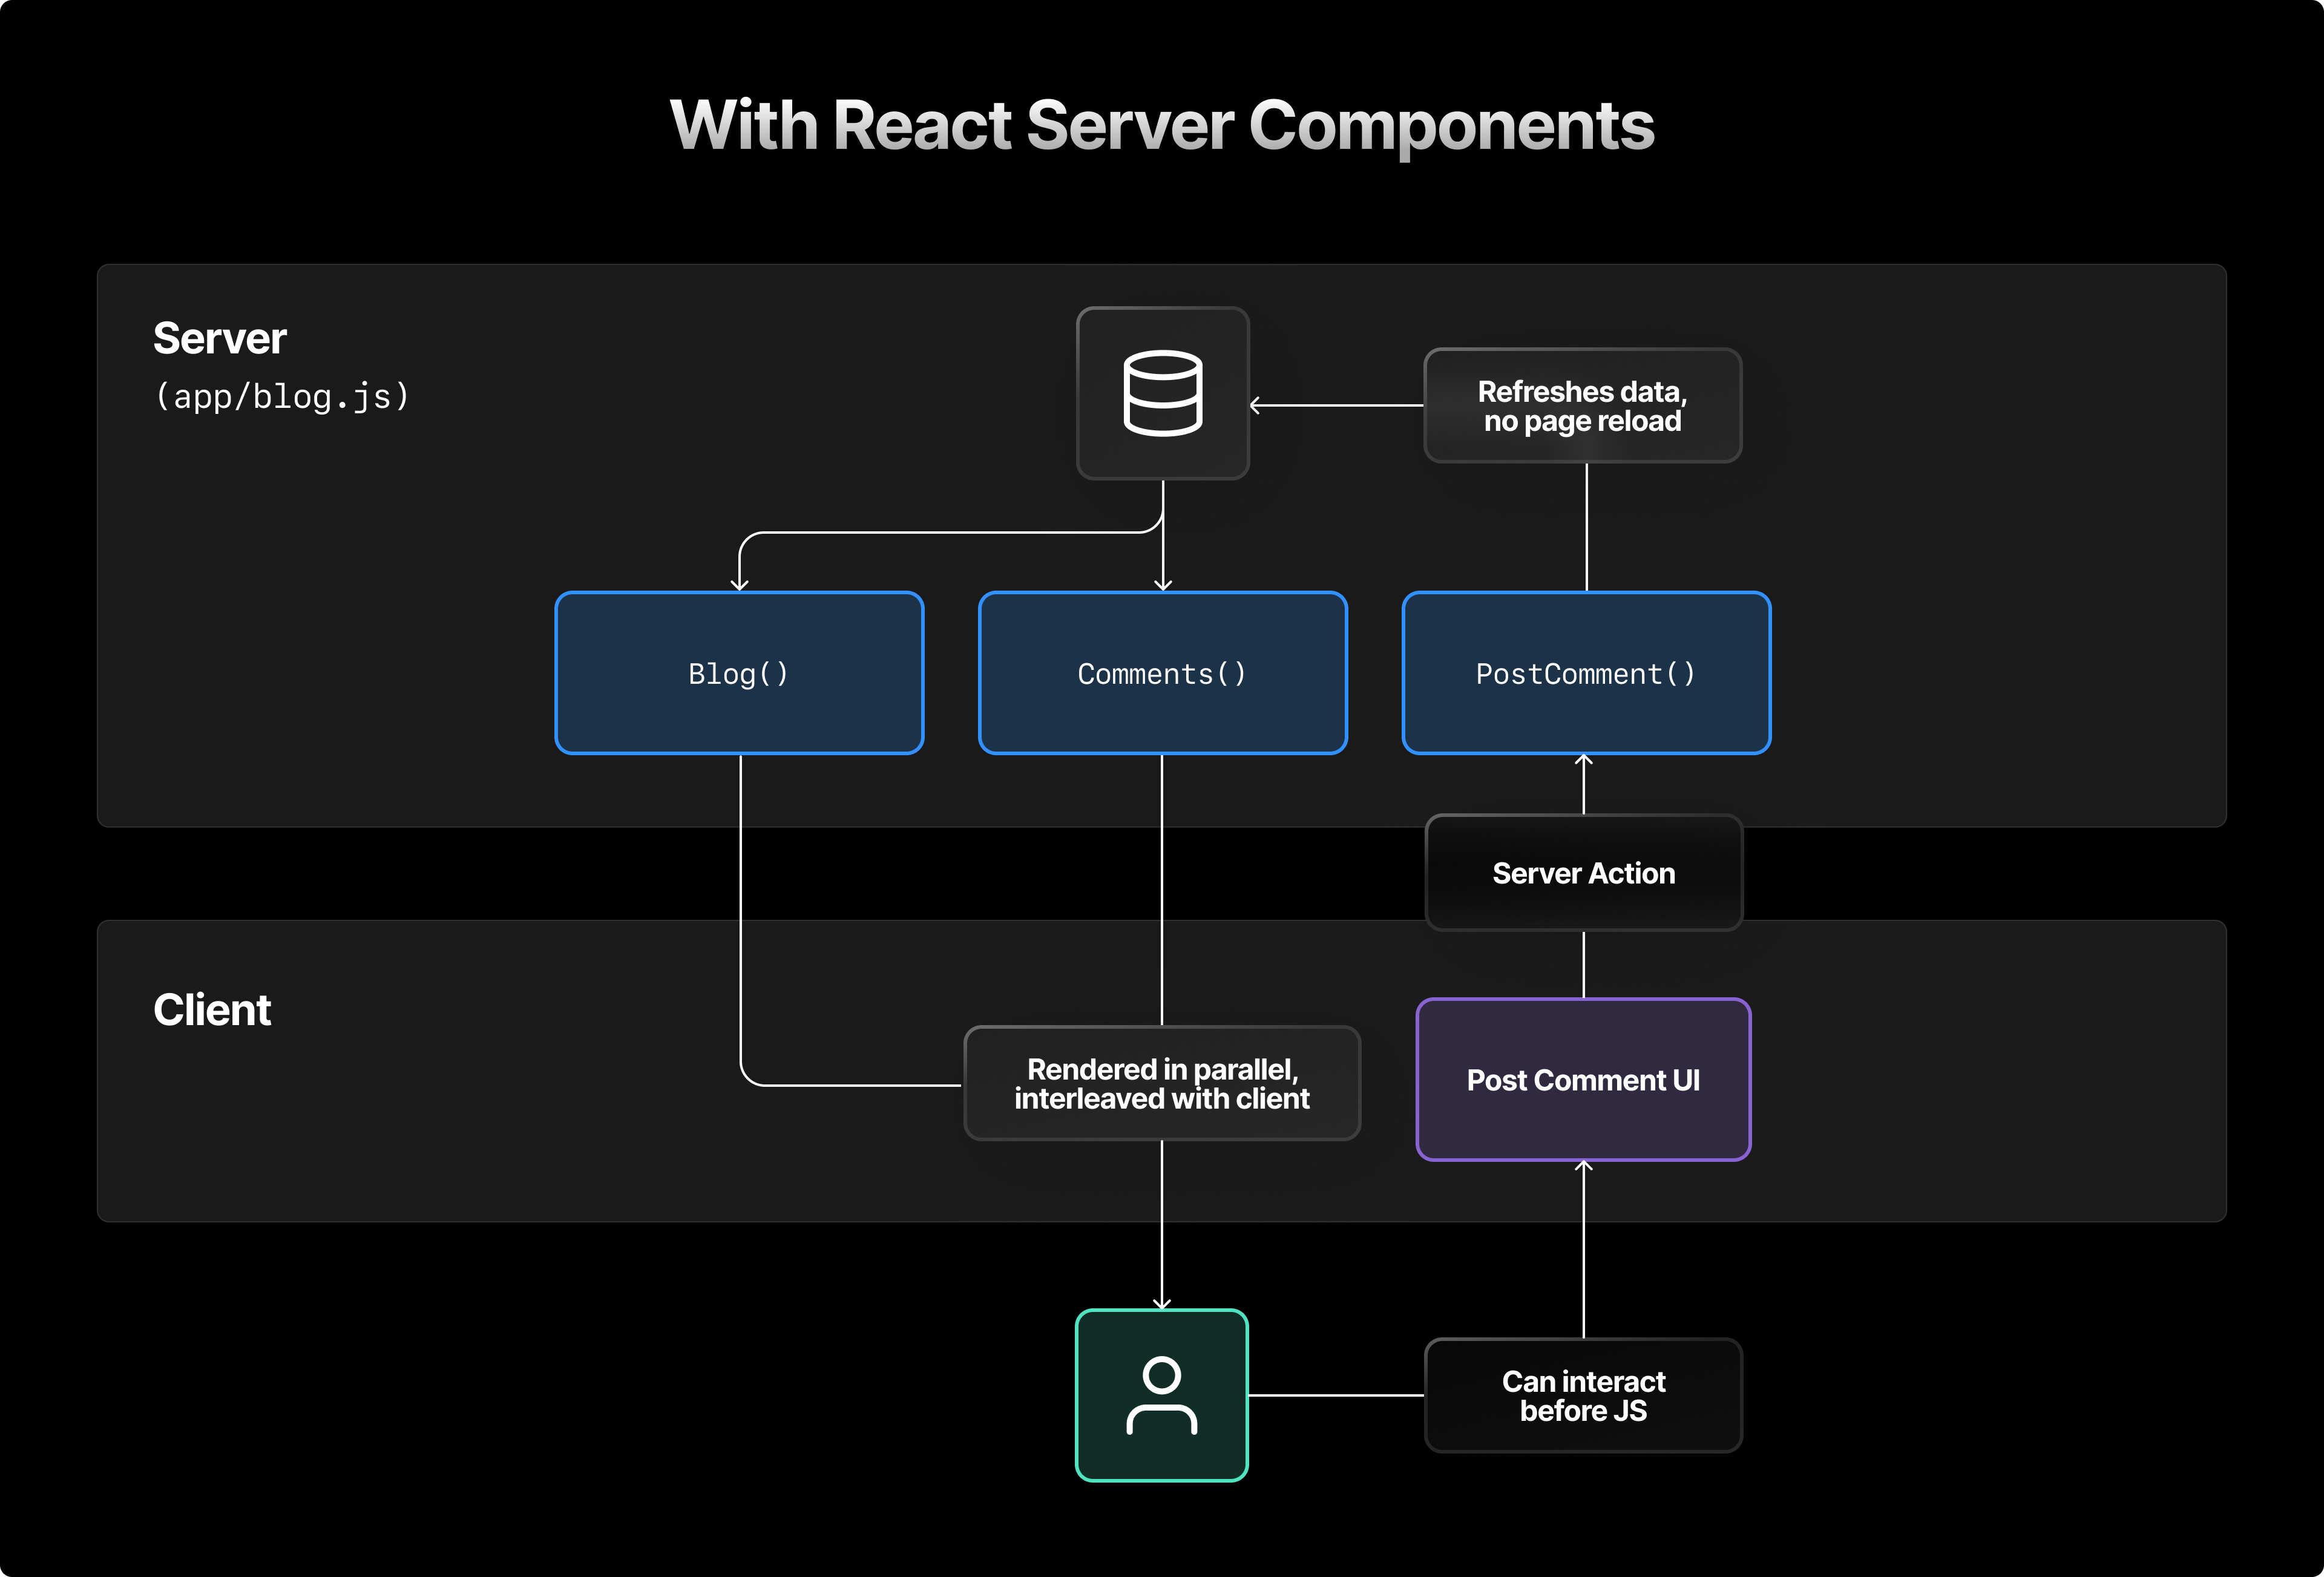 With React Server Components
Server
(app/blog.js)
Refreshes data,
no page reload
Blog()
Comments()
PostComment()
Server Action
Client
Rendered in parallel,
interleaved with client
Post Comment UI
Can interact
before JS